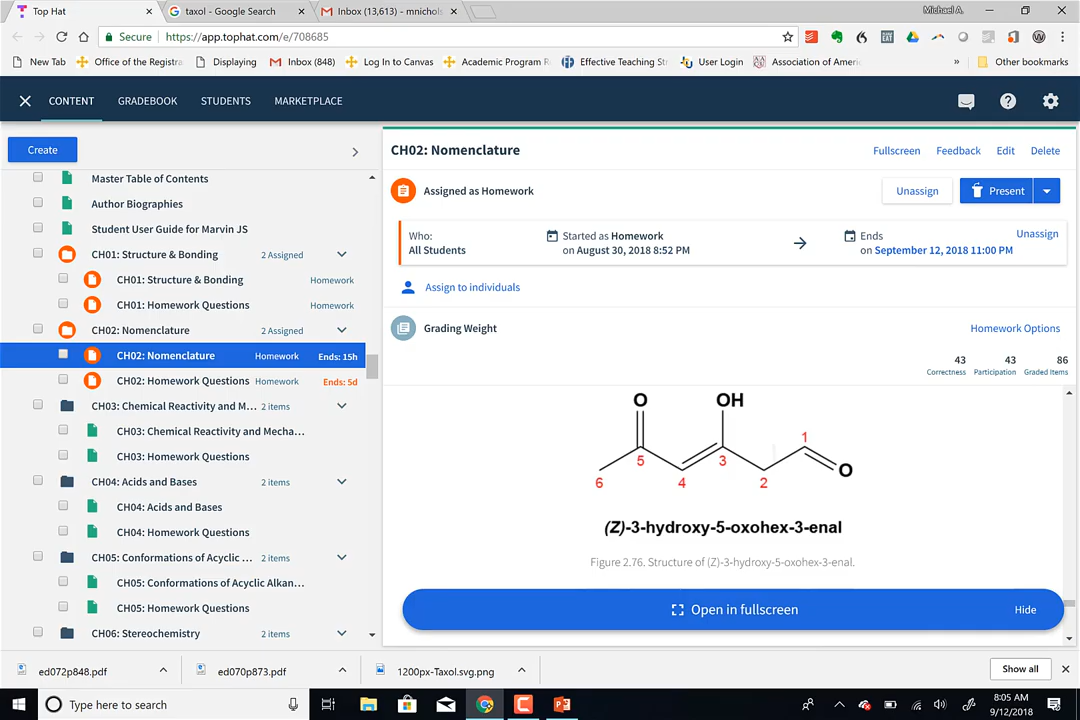 Top Hat
taxol - Google Search
Inbox (13,613) - mnichols
Michael A.
Secure
https://app.tophat.com/e/708685
New Tab
Office of the Registra
Displaying
Inbox (848)
Log In to Canvas
Academic Program R
Effective Teaching Str
User Login
Association of Ameri
»
Other bookmarks
CONTENT
GRADEBOOK
STUDENTS
MARKETPLACE
Create
Master Table of Contents
Author Biographies
Student User Guide for Marvin JS
CH01: Structure & Bonding 2 Assigned
CH01: Structure & Bonding Homework
CH01: Homework Questions Homework
CH02: Nomenclature 2 Assigned
CH02: Nomenclature Homework Ends: 15h
CH02: Homework Questions Homework Ends: 5d
CH03: Chemical Reactivity and M... 2 items
CH03: Chemical Reactivity and Mecha...
CH03: Homework Questions
CH04: Acids and Bases 2 items
CH04: Acids and Bases
CH04: Homework Questions
CH05: Conformations of Acyclic ... 2 items
CH05: Conformations of Acyclic Alkan...
CH05: Homework Questions
CH06: Stereochemistry 2 items
CH02: Nomenclature
Fullscreen Feedback Edit Delete
Assigned as Homework
Unassign
Present
Who:
All Students
Started as Homework
on August 30, 2018 8:52 PM
Ends
on September 12, 2018 11:00 PM
Unassign
Assign to individuals
Grading Weight
Homework Options
43 43 86
Correctness Participation Graded Items
O OH
1
5 3 O
6 4 2
(Z)-3-hydroxy-5-oxohex-3-enal
Figure 2.76. Structure of (Z)-3-hydroxy-5-oxohex-3-enal.
Open in fullscreen
Hide
ed072p848.pdf
ed070p873.pdf
1200px-Taxol.svg.png
Show all
Type here to search
8:05 AM
9/12/2018